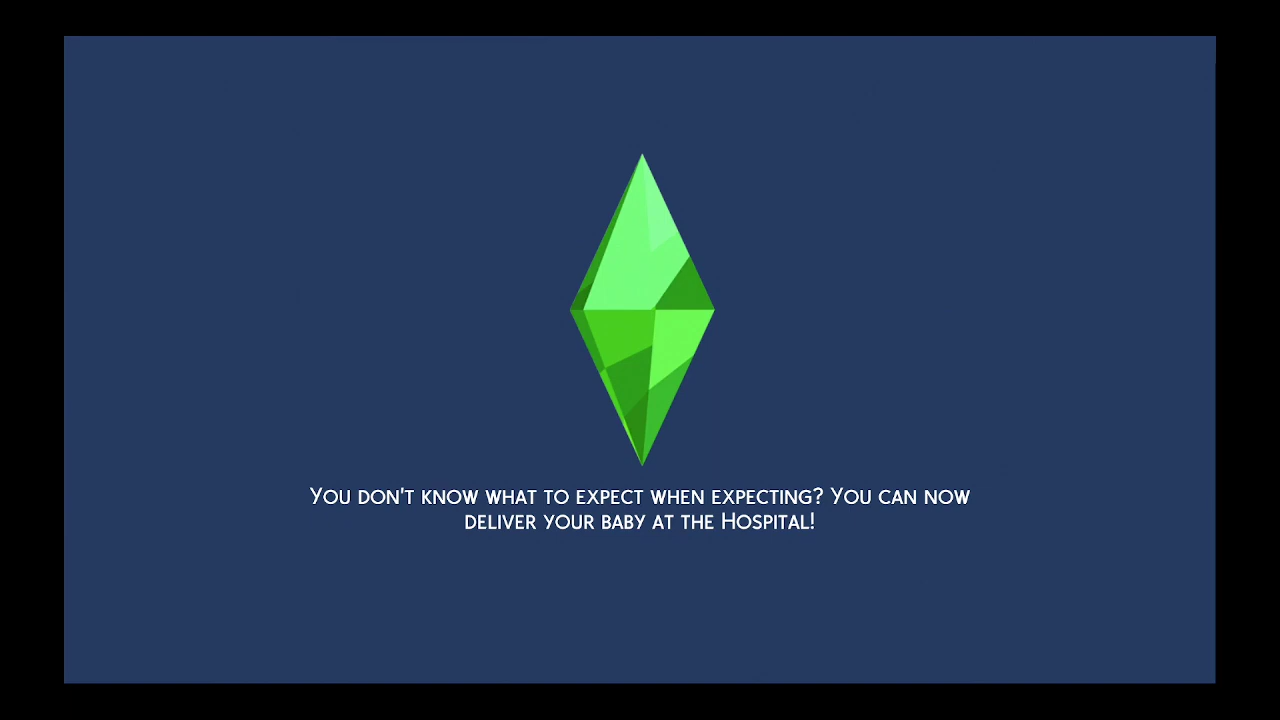 You don't know what to expect when expecting? You can now
deliver your baby at the Hospital!